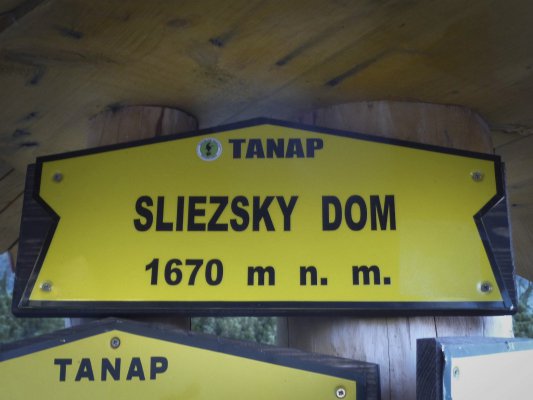 TANAP
SLIEZSKY DOM
1670 m n. m.
TANAP